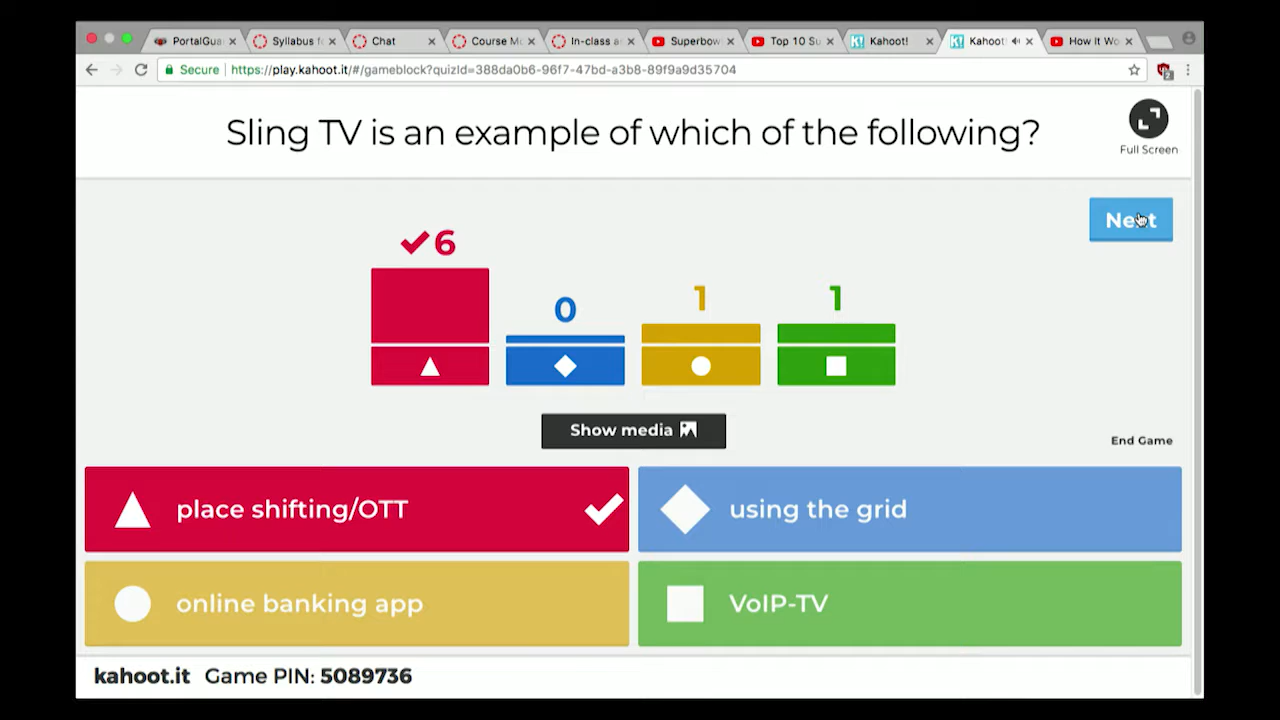 PortalGua
Syllabus fo
Chat
Course Mo
In-class a
Superbow
Top 10 Su
Kahoot!
Kahoot!
How It Wo
Secure https://play.kahoot.it/#/gameblock?quizId=388da0b6-96f7-47bd-a3b8-89f9a9d35704
2
Sling TV is an example of which of the following?
Full Screen
Next
6
0
1
1
Show media
End Game
place shifting/OTT
using the grid
online banking app
VoIP-TV
kahoot.it Game PIN: 5089736